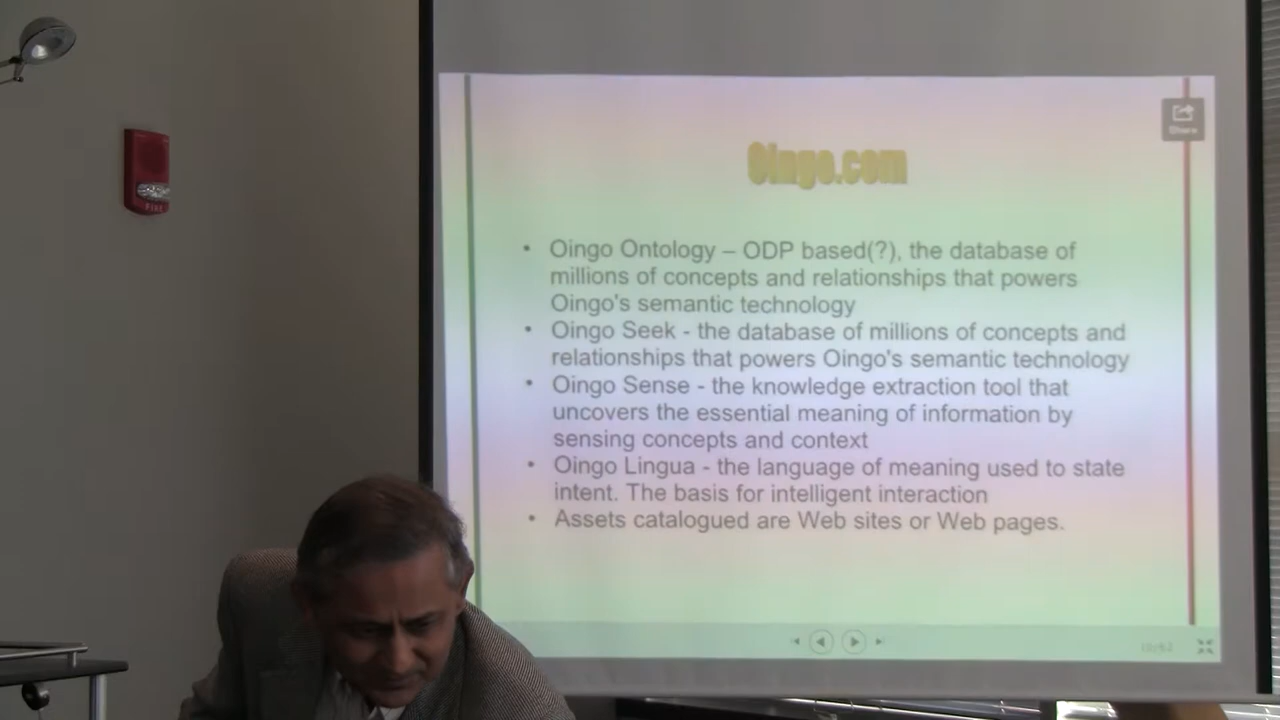 FIRE
Share
Oingo.com
• Oingo Ontology – ODP based(?), the database of
millions of concepts and relationships that powers
Oingo's semantic technology
• Oingo Seek - the database of millions of concepts and
relationships that powers Oingo's semantic technology
• Oingo Sense - the knowledge extraction tool that
uncovers the essential meaning of information by
sensing concepts and context
• Oingo Lingua - the language of meaning used to state
intent. The basis for intelligent interaction
• Assets catalogued are Web sites or Web pages.